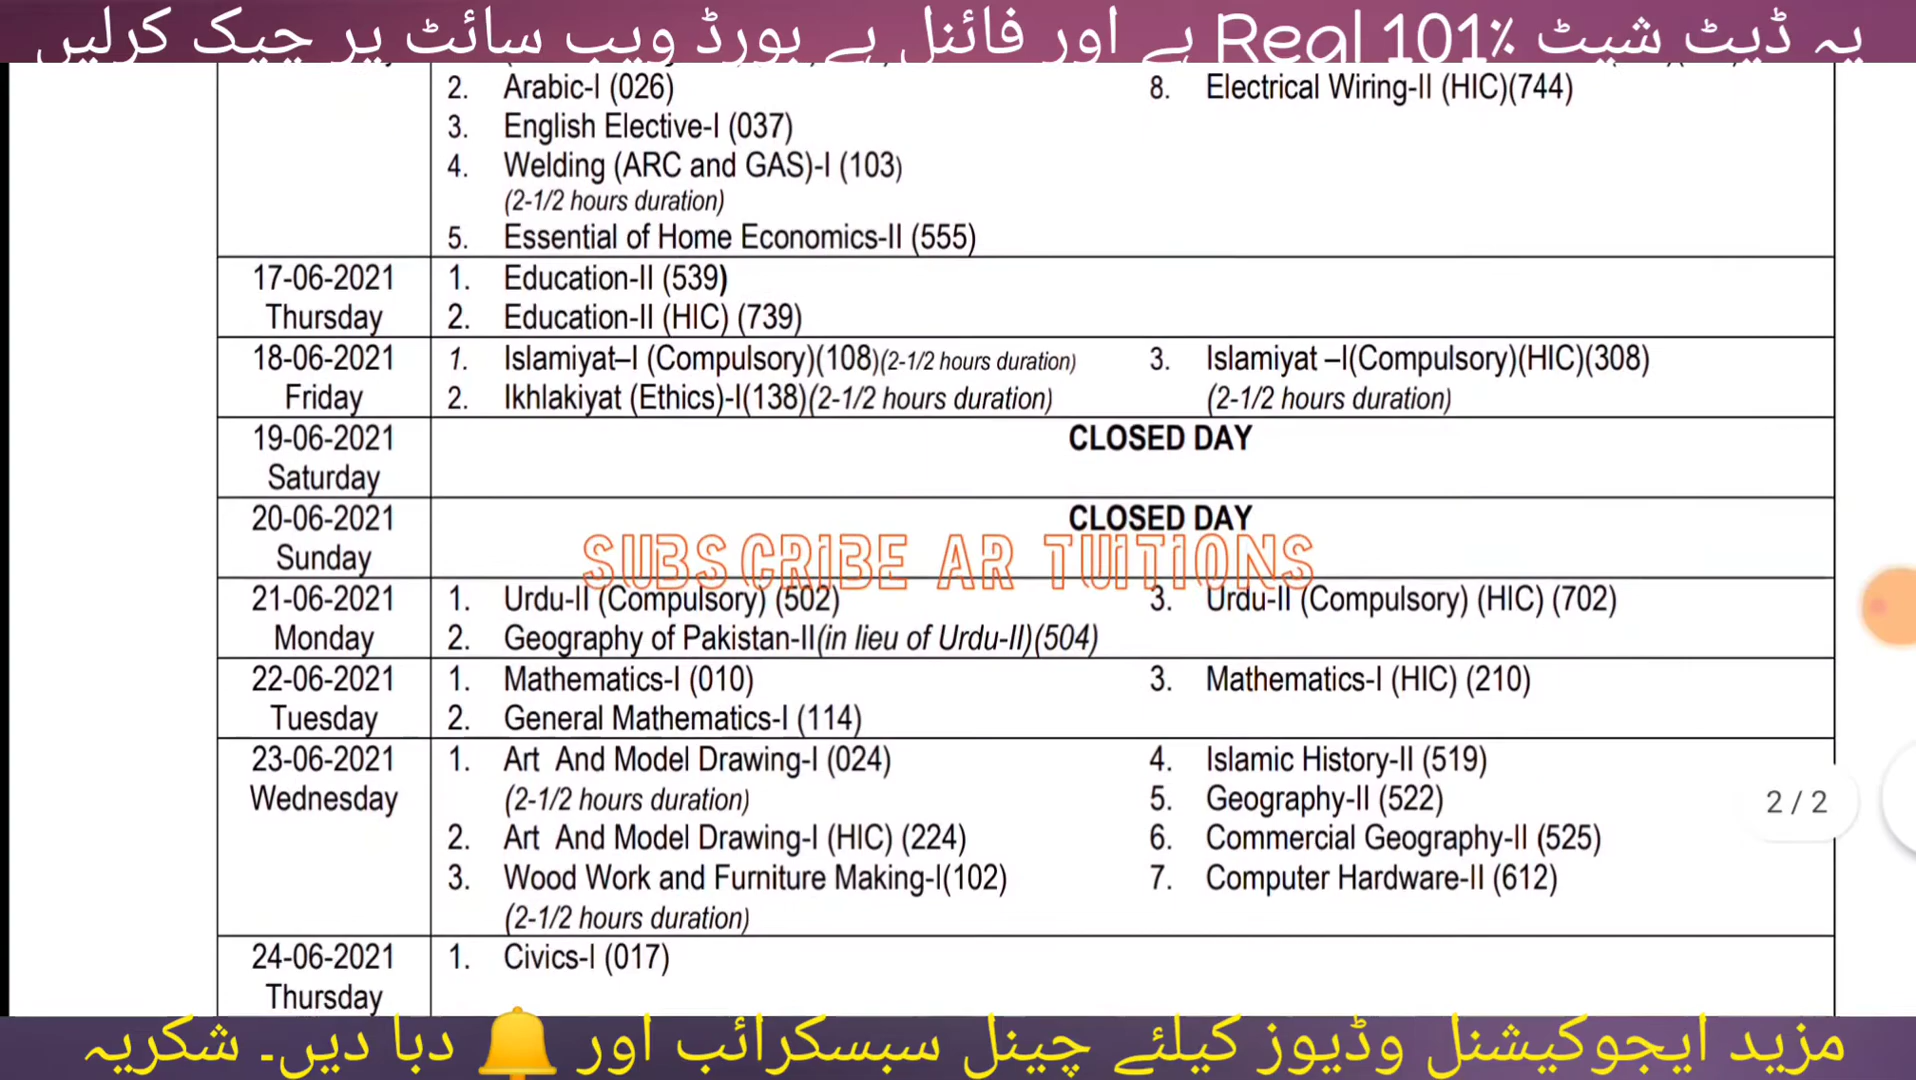 یہ ڈیٹ شیٹ Real 101% ہے اور فائنل ہے بورڈ ویب سائٹ پر چیک کرلیں
2. Arabic-I (026)
8. Electrical Wiring-II (HIC)(744)
3. English Elective-I (037)
4. Welding (ARC and GAS)-I (103)
(2-1/2 hours duration)
5. Essential of Home Economics-II (555)
17-06-2021
Thursday
1. Education-II (539)
2. Education-II (HIC) (739)
18-06-2021
Friday
1. Islamiyat–I (Compulsory)(108)(2-1/2 hours duration)
2. Ikhlakiyat (Ethics)-I(138)(2-1/2 hours duration)
3. Islamiyat –I(Compulsory)(HIC)(308)
(2-1/2 hours duration)
19-06-2021
Saturday
CLOSED DAY
20-06-2021
Sunday
CLOSED DAY
SUBSCRIBE AR TUITIONS
21-06-2021
Monday
1. Urdu-II (Compulsory) (502)
2. Geography of Pakistan-II(in lieu of Urdu-II)(504)
3. Urdu-II (Compulsory) (HIC) (702)
22-06-2021
Tuesday
1. Mathematics-I (010)
2. General Mathematics-I (114)
3. Mathematics-I (HIC) (210)
23-06-2021
Wednesday
1. Art And Model Drawing-I (024)
(2-1/2 hours duration)
2. Art And Model Drawing-I (HIC) (224)
3. Wood Work and Furniture Making-I(102)
(2-1/2 hours duration)
4. Islamic History-II (519)
5. Geography-II (522)
6. Commercial Geography-II (525)
7. Computer Hardware-II (612)
2 / 2
24-06-2021
Thursday
1. Civics-I (017)
مزید ایجوکیشنل وڈیوز کیلئے چینل سبسکرائب اور 🔔 دبا دیں۔ شکریہ